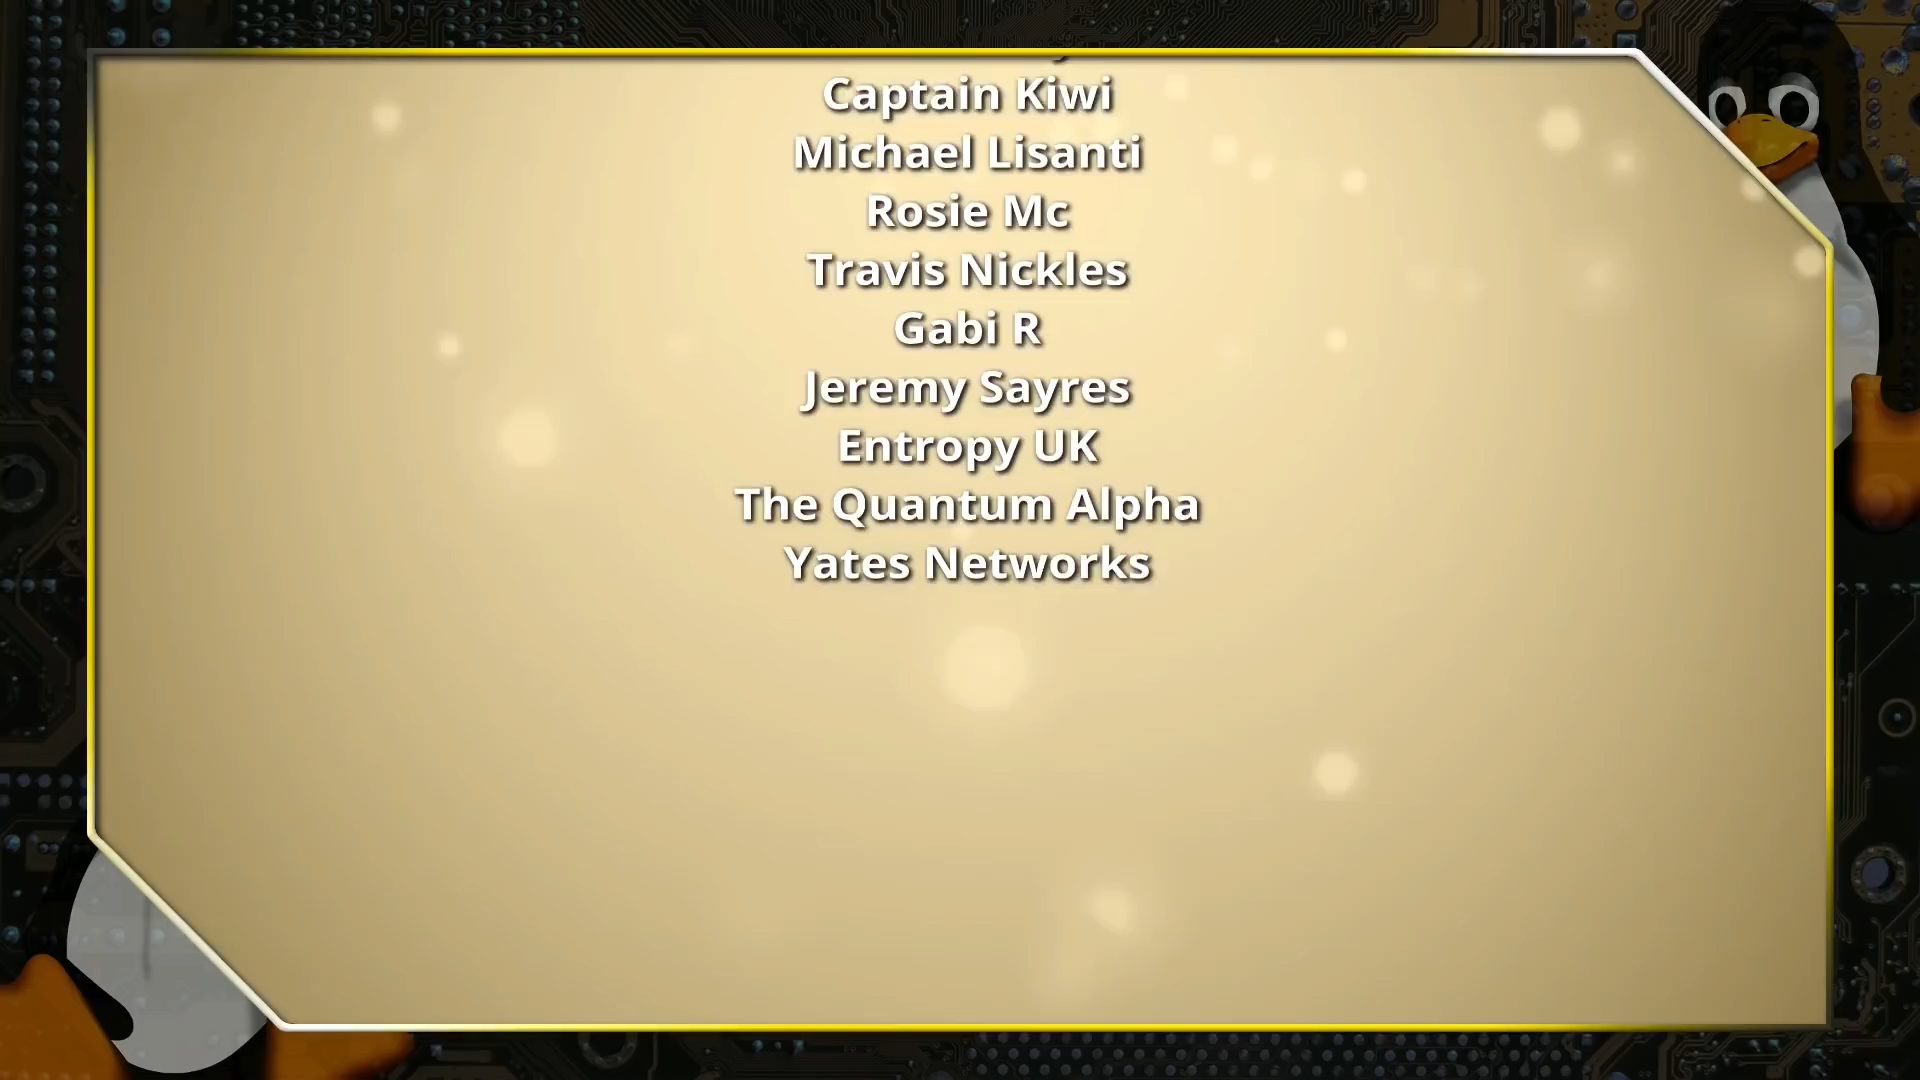 Captain Kiwi
Michael Lisanti
Rosie Mc
Travis Nickles
Gabi R
Jeremy Sayres
Entropy UK
The Quantum Alpha
Yates Networks